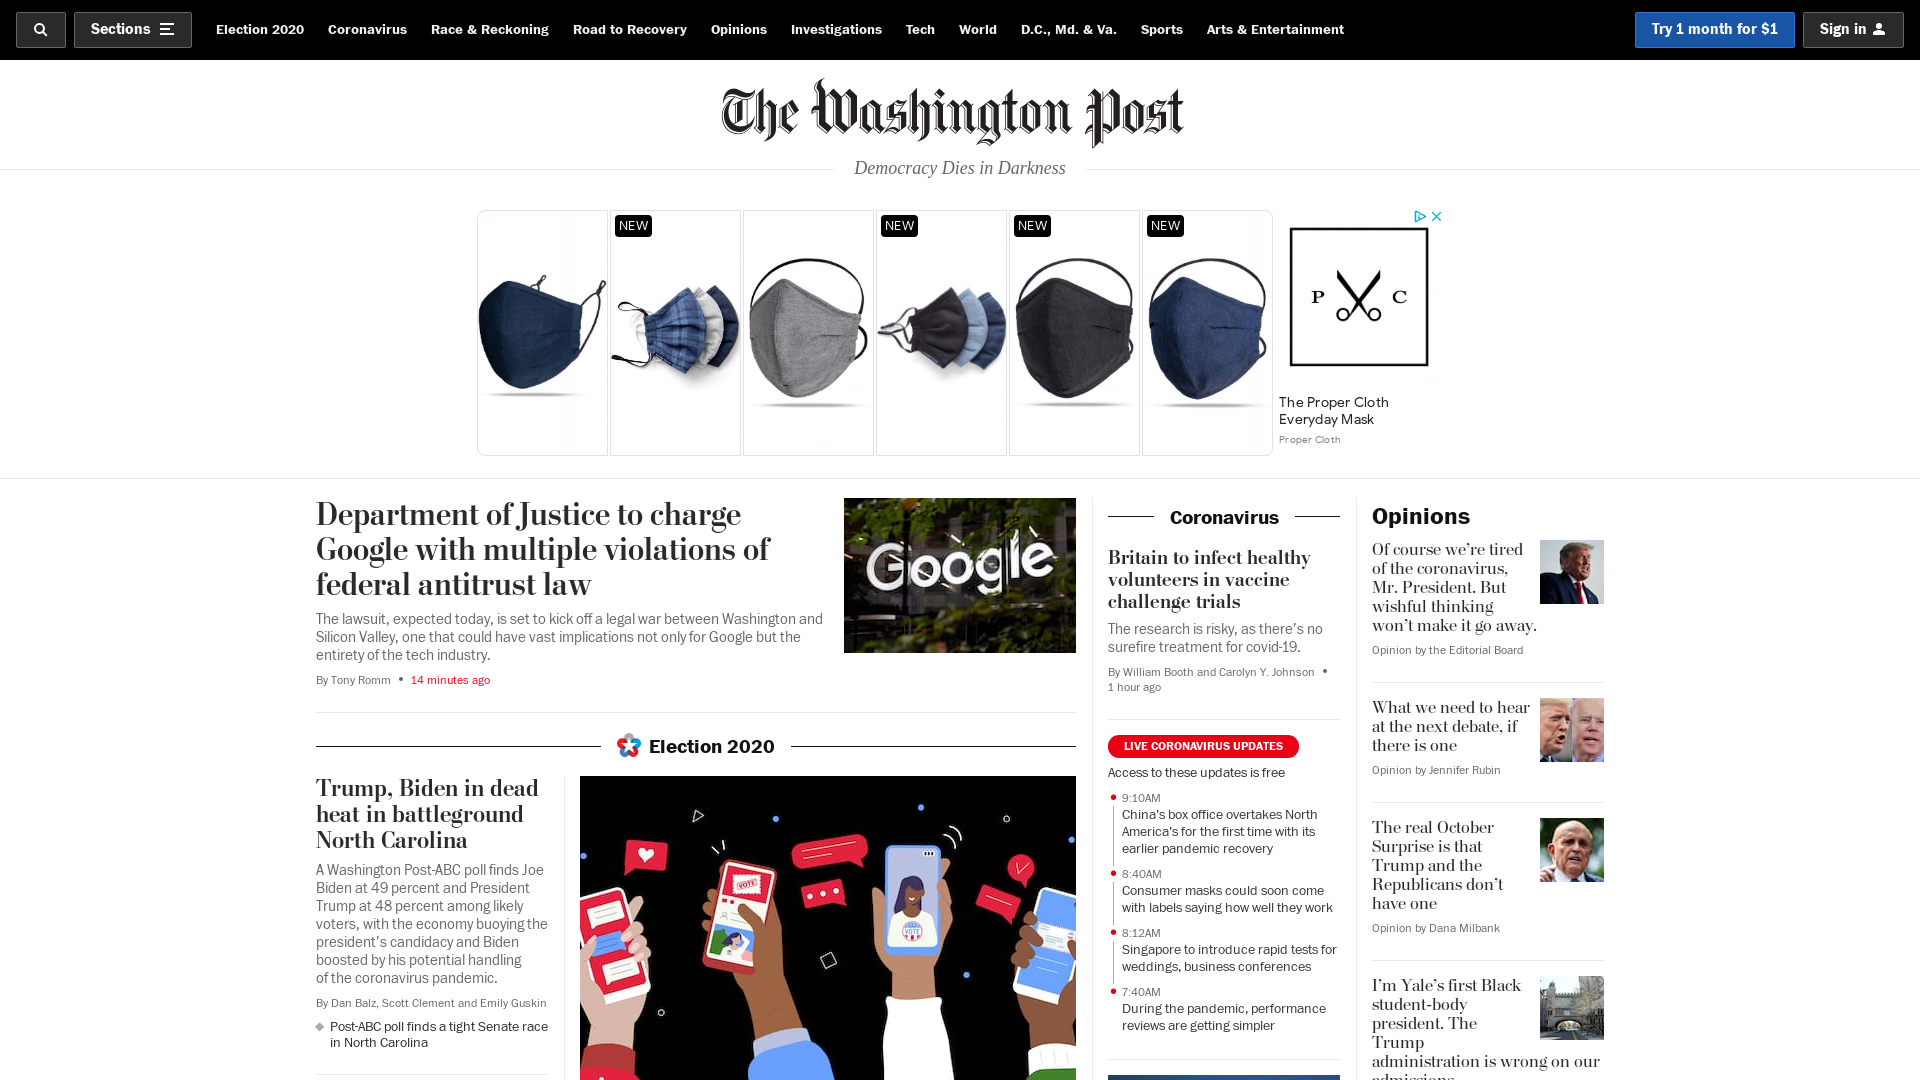 Sections
Election 2020
Coronavirus
Race & Reckoning
Road to Recovery
Opinions
Investigations
Tech
World
D.C., Md. & Va.
Sports
Arts & Entertainment
Try 1 month for $1
Sign in
The Washington Post
Democracy Dies in Darkness
NEW
NEW
NEW
NEW
P C
The Proper Cloth
Everyday Mask
Proper Cloth
Department of Justice to charge
Google with multiple violations of
federal antitrust law
The lawsuit, expected today, is set to kick off a legal war between Washington and
Silicon Valley, one that could have vast implications not only for Google but the
entirety of the tech industry.
By Tony Romm • 14 minutes ago
Google
Election 2020
Trump, Biden in dead
heat in battleground
North Carolina
A Washington Post-ABC poll finds Joe
Biden at 49 percent and President
Trump at 48 percent among likely
voters, with the economy buoying the
president’s candidacy and Biden
boosted by his potential handling
of the coronavirus pandemic.
By Dan Balz, Scott Clement and Emily Guskin
Post-ABC poll finds a tight Senate race
in North Carolina
VOTE
VOTE
Coronavirus
Britain to infect healthy
volunteers in vaccine
challenge trials
The research is risky, as there’s no
surefire treatment for covid-19.
By William Booth and Carolyn Y. Johnson •
1 hour ago
LIVE CORONAVIRUS UPDATES
Access to these updates is free
9:10AM
China’s box office overtakes North
America’s for the first time with its
earlier pandemic recovery
8:40AM
Consumer masks could soon come
with labels saying how well they work
8:12AM
Singapore to introduce rapid tests for
weddings, business conferences
7:40AM
During the pandemic, performance
reviews are getting simpler
Opinions
Of course we’re tired
of the coronavirus,
Mr. President. But
wishful thinking
won’t make it go away.
Opinion by the Editorial Board
What we need to hear
at the next debate, if
there is one
Opinion by Jennifer Rubin
The real October
Surprise is that
Trump and the
Republicans don’t
have one
Opinion by Dana Milbank
I’m Yale’s first Black
student-body
president. The
Trump
administration is wrong on our
admissions